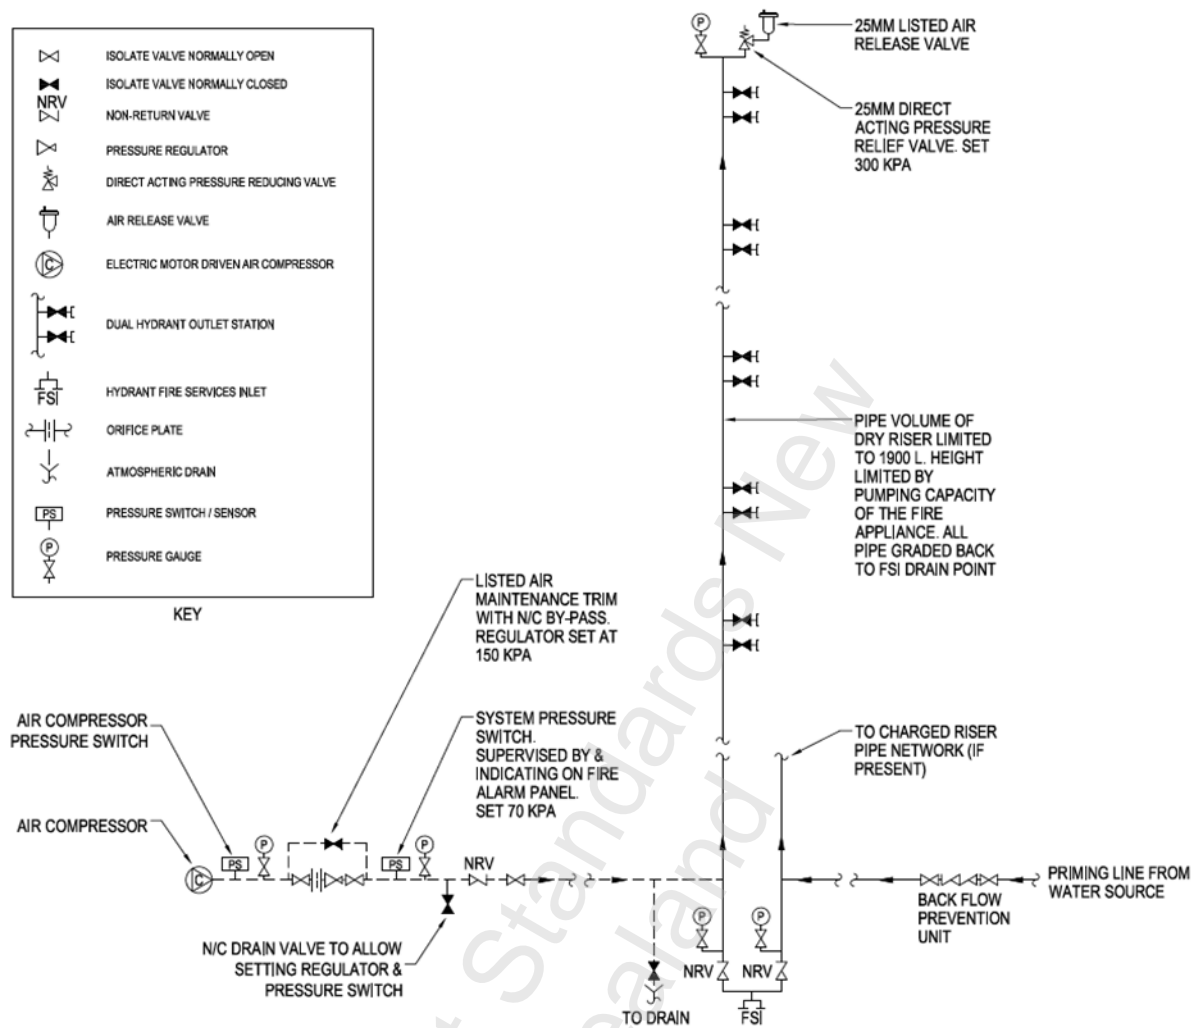 ISOLATE VALVE NORMALLY OPEN
ISOLATE VALVE NORMALLY CLOSED
NRV
NON-RETURN VALVE
PRESSURE REGULATOR
DIRECT ACTING PRESSURE REDUCING VALVE
AIR RELEASE VALVE
C
ELECTRIC MOTOR DRIVEN AIR COMPRESSOR
DUAL HYDRANT OUTLET STATION
FSI
HYDRANT FIRE SERVICES INLET
ORIFICE PLATE
ATMOSPHERIC DRAIN
PS
PRESSURE SWITCH / SENSOR
P
PRESSURE GAUGE
KEY
P
25MM LISTED AIR
RELEASE VALVE
25MM DIRECT
ACTING PRESSURE
RELIEF VALVE. SET
300 KPA
PIPE VOLUME OF
DRY RISER LIMITED
TO 1900 L. HEIGHT
LIMITED BY
PUMPING CAPACITY
OF THE FIRE
APPLIANCE. ALL
PIPE GRADED BACK
TO FSI DRAIN POINT
LISTED AIR
MAINTENANCE TRIM
WITH N/C BY-PASS.
REGULATOR SET AT
150 KPA
AIR COMPRESSOR
PRESSURE SWITCH
SYSTEM PRESSURE
SWITCH.
SUPERVISED BY &
INDICATING ON FIRE
ALARM PANEL.
SET 70 KPA
TO CHARGED RISER
PIPE NETWORK (IF
PRESENT)
AIR COMPRESSOR
C
PS
P
PS
P
NRV
PRIMING LINE FROM
WATER SOURCE
BACK FLOW
PREVENTION
UNIT
N/C DRAIN VALVE TO ALLOW
SETTING REGULATOR &
PRESSURE SWITCH
P
P
NRV
NRV
TO DRAIN
FSI
t Standards New
ealand